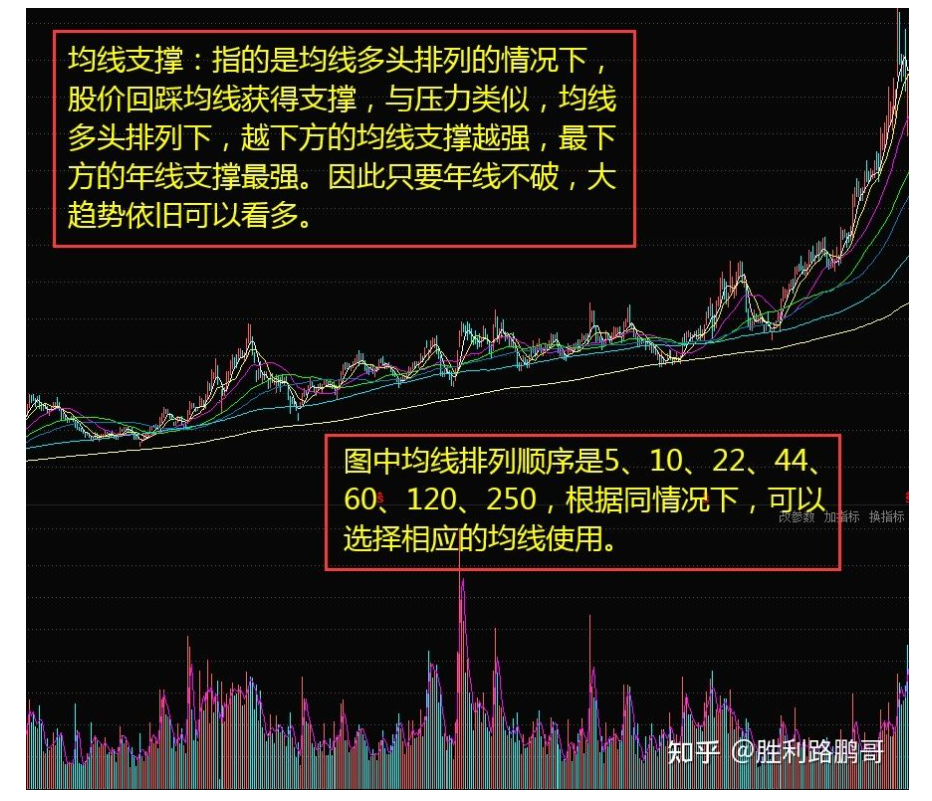 均线支撑：指的是均线多头排列的情况下，
股价回踩均线获得支撑，与压力类似，均线
多头排列下，越下方的均线支撑越强，最下
方的年线支撑最强。因此只要年线不破，大
趋势依旧可以看多。
图中均线排列顺序是5、10、22、44、
60、120、250，根据同情况下，可以
选择相应的均线使用。
改参数 加指标 换指标
知乎 @胜利路鹏哥